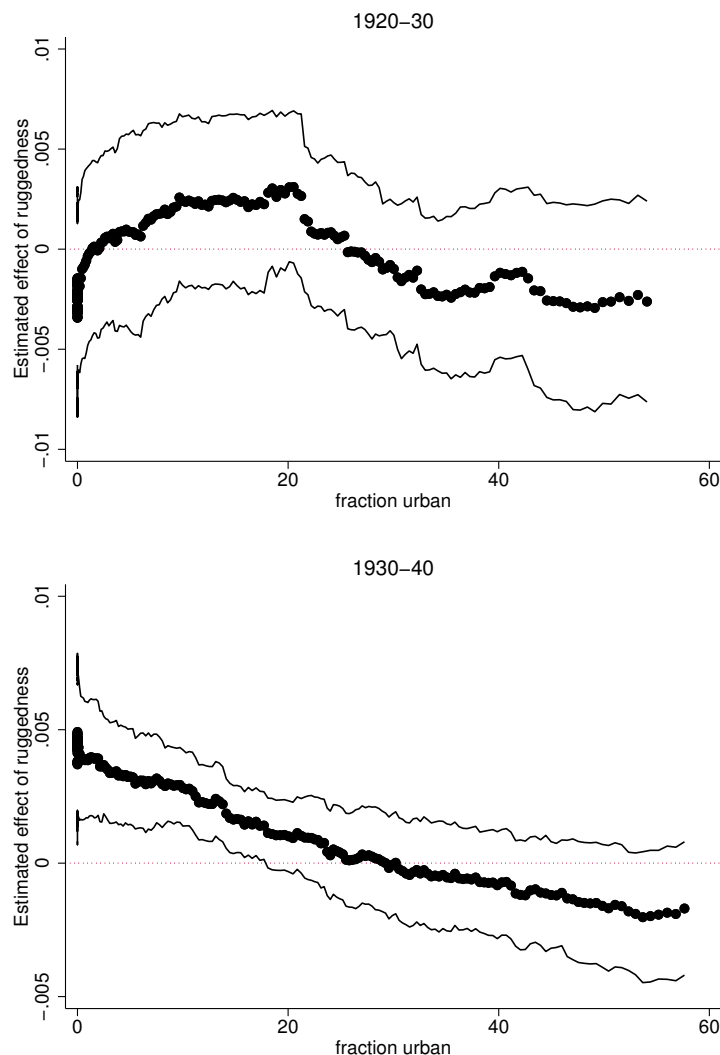 1920−30
Estimated effect of ruggedness
.01
.005
0
−.005
−.01
0 20 40 60
fraction urban
1930−40
Estimated effect of ruggedness
.01
.005
0
−.005
0 20 40 60
fraction urban